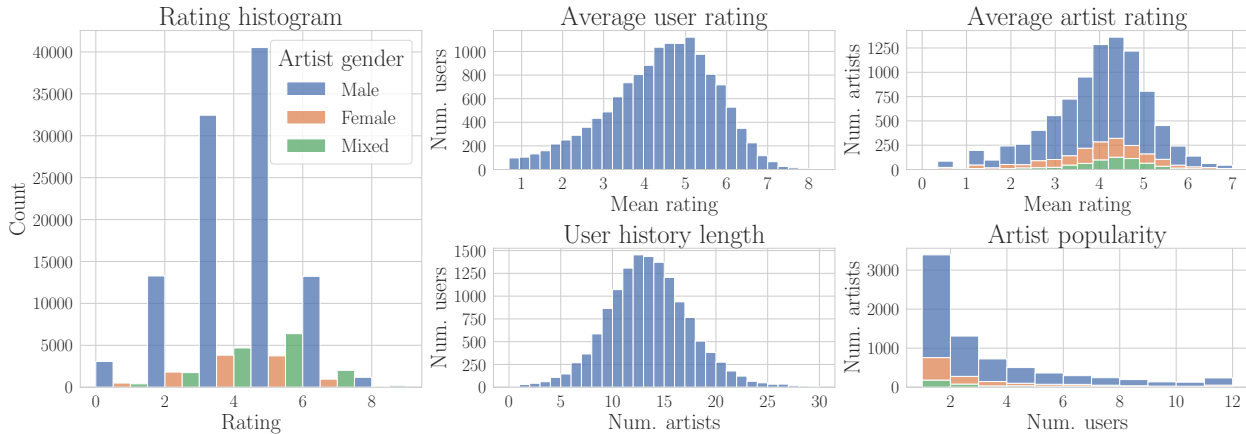 Rating histogram
Artist gender
Male
Female
Mixed
40000
35000
30000
25000
20000
15000
10000
5000
0
Count
0 2 4 6 8
Rating
Average user rating
1000
800
600
400
200
0
Num. users
1 2 3 4 5 6 7 8
Mean rating
Average artist rating
1250
1000
750
500
250
0
Num. artists
0 1 2 3 4 5 6 7
Mean rating
User history length
1500
1250
1000
750
500
250
0
Num. users
0 5 10 15 20 25 30
Num. artists
Artist popularity
3000
2000
1000
0
Num. artists
2 4 6 8 10 12
Num. users